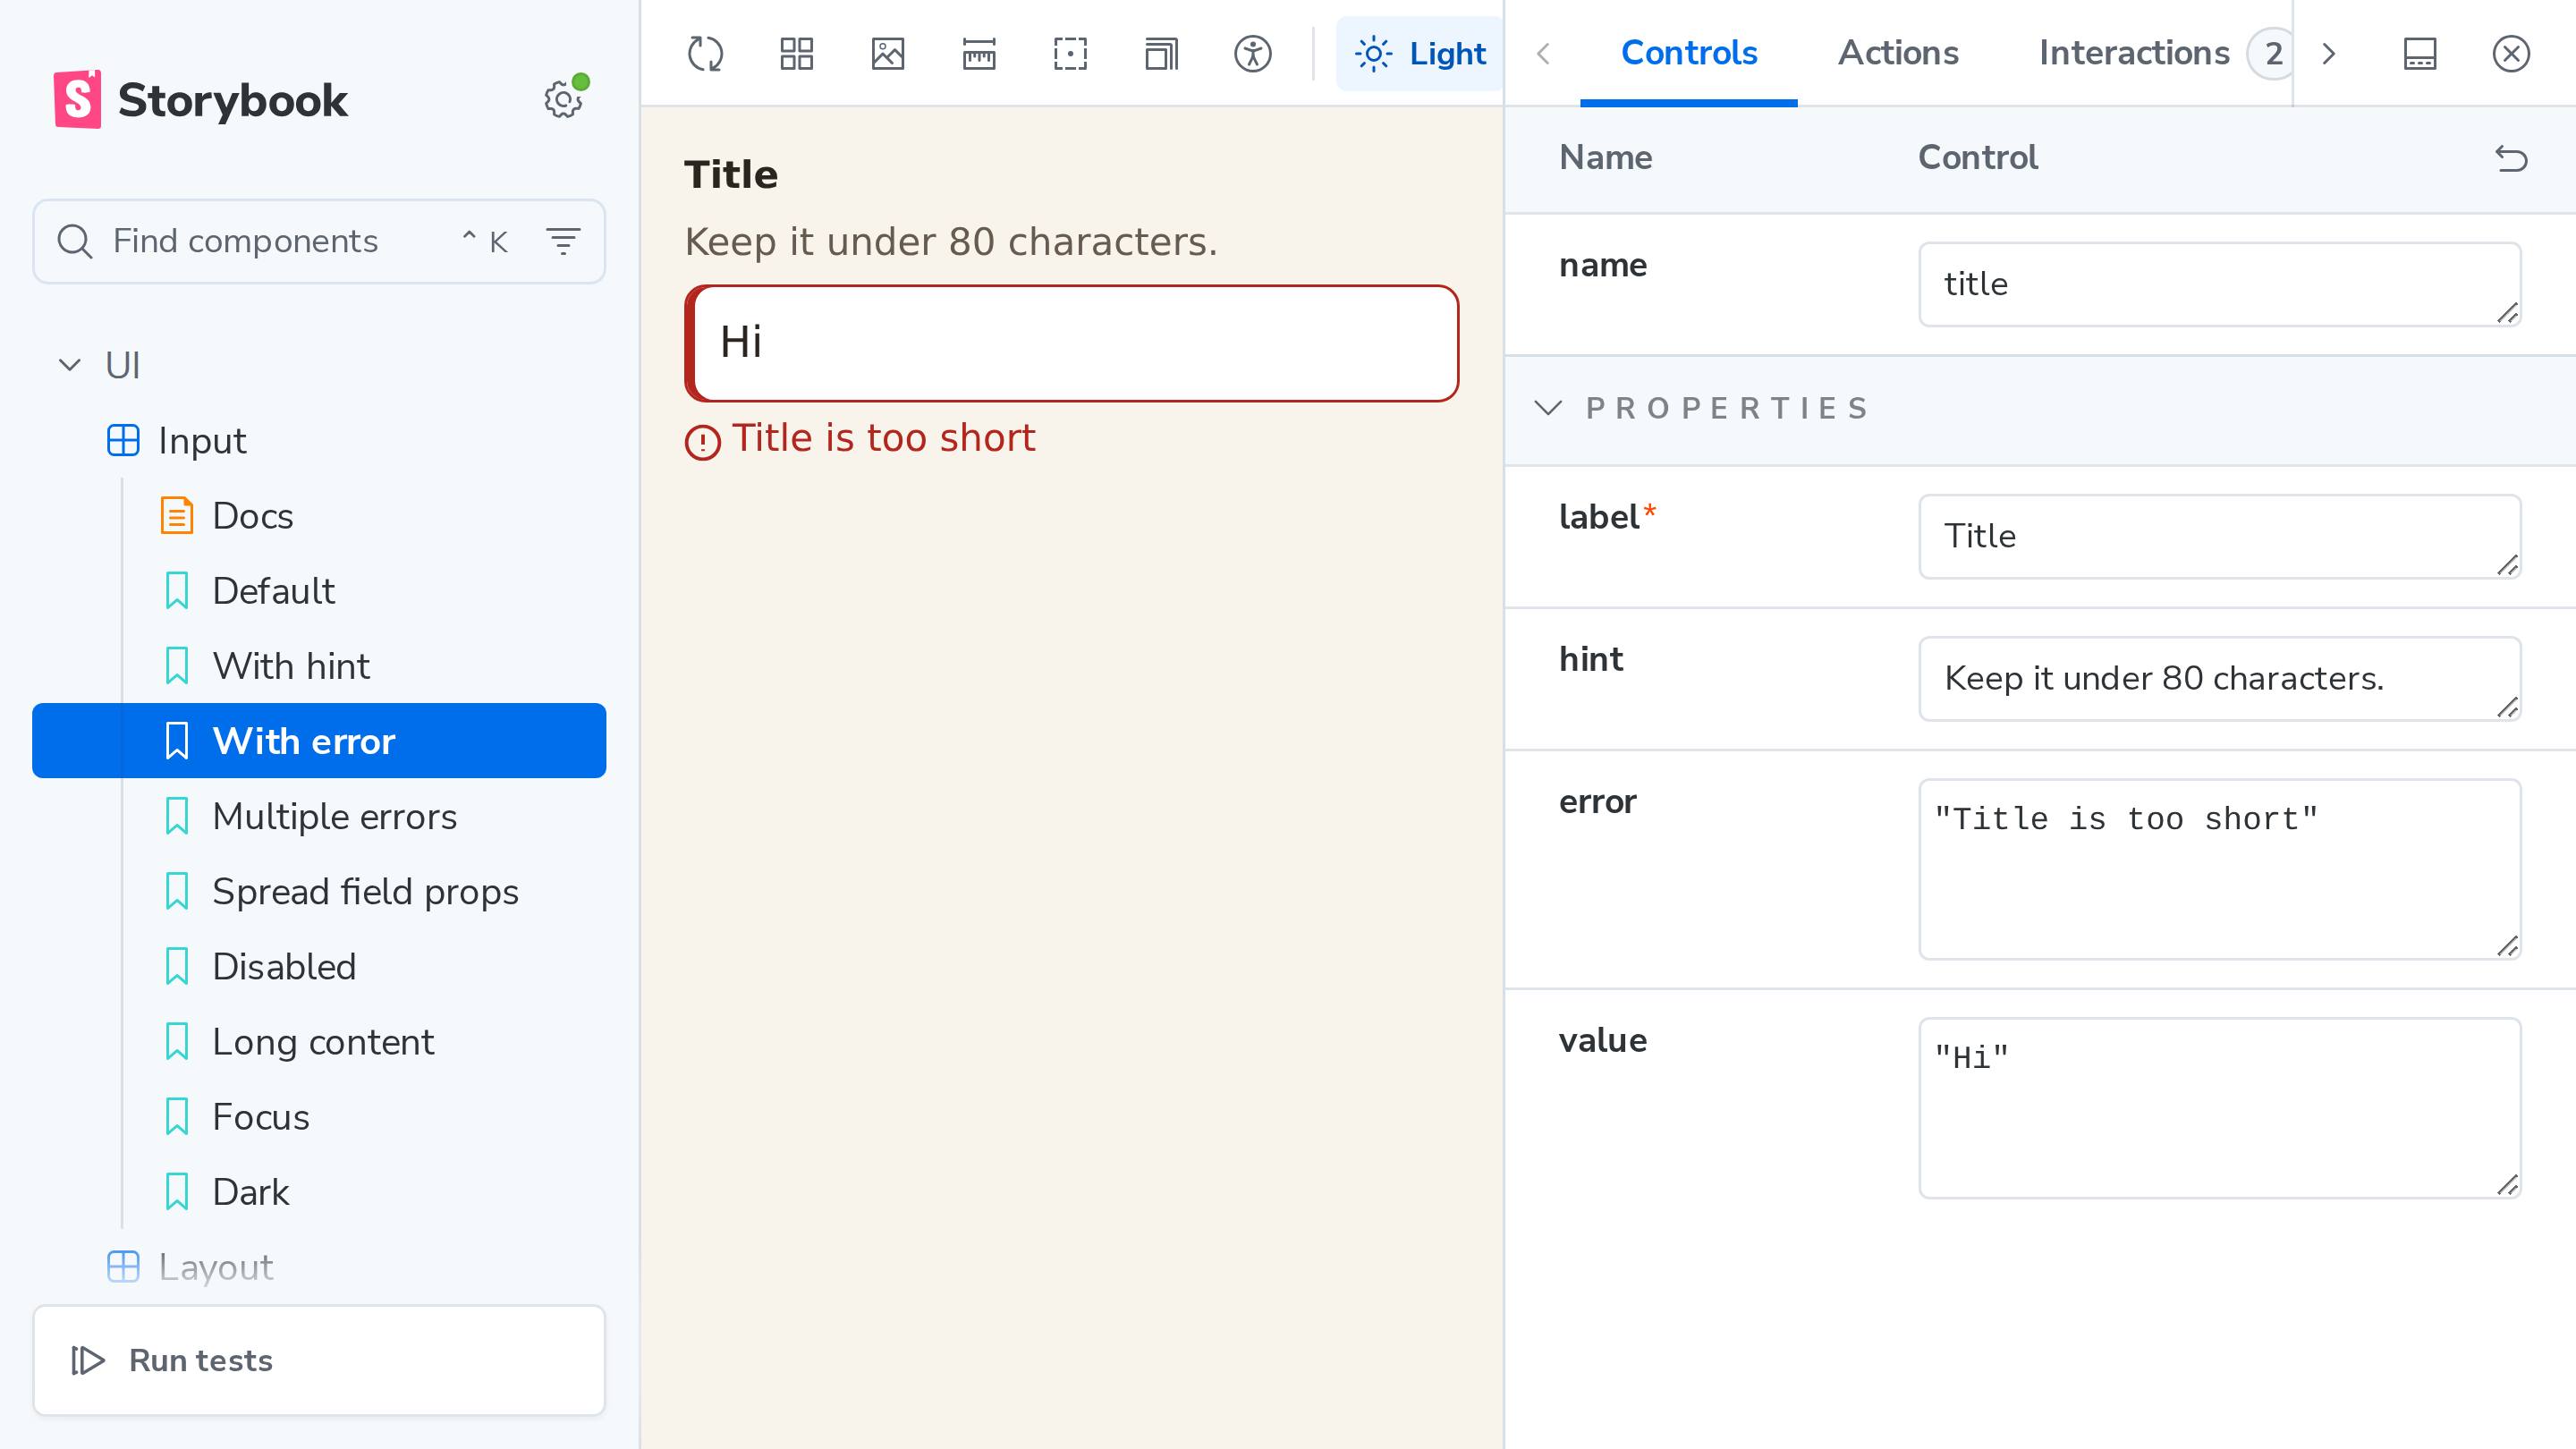 Storybook
Find components
^ K
UI
Input
Docs
Default
With hint
With error
Multiple errors
Spread field props
Disabled
Long content
Focus
Dark
Layout
Run tests
Light
Title
Keep it under 80 characters.
Hi
Title is too short
Controls
Actions
Interactions 2
Name
Control
name
title
PROPERTIES
label*
Title
hint
Keep it under 80 characters.
error
"Title is too short"
value
"Hi"